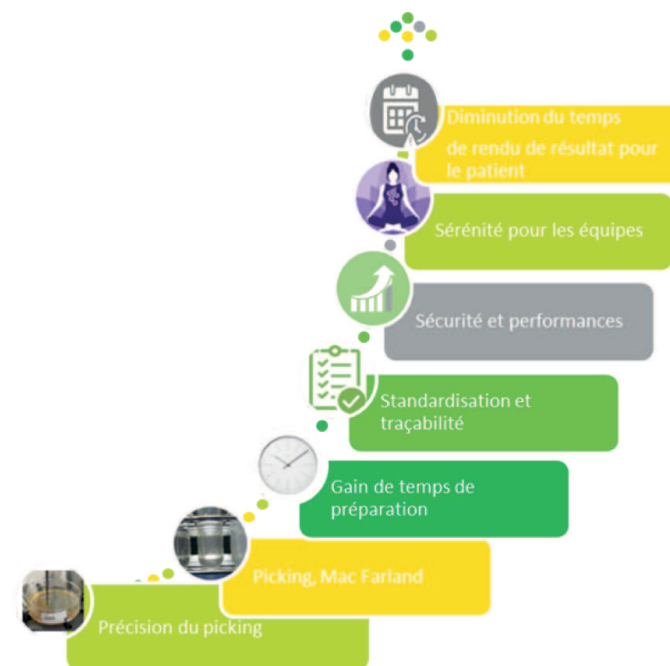 Diminution du temps
de rendu de résultat pour
le patient
Sérénité pour les équipes
Sécurité et performances
Standardisation et
traçabilité
Gain de temps de
préparation
Picking, Mac Farland
Précision du picking